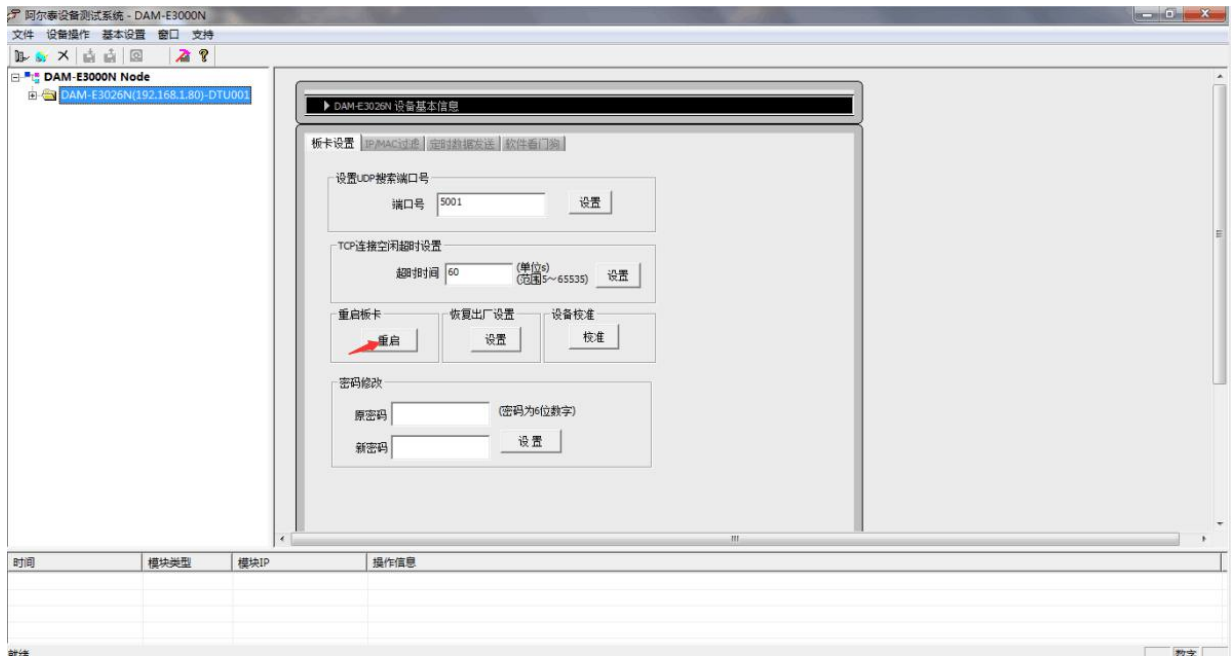 阿尔泰设备测试系统 - DAM-E3000N
文件 设备操作 基本设置 窗口 支持
DAM-E3000N Node
DAM-E3026N(192.168.1.80)-DTU001
DAM-E3026N 设备基本信息
板卡设置 IP/MAC过滤 定时数据发送 软件看门狗
设置UDP搜索端口号
端口号 5001 设置
TCP连接空闲超时设置
超时时间 60 (单位s) 设置
(范围5～65535)
重启板卡 恢复出厂设置 设备校准
重启 设置 校准
密码修改
原密码 (密码为6位数字)
新密码 设置
时间 模块类型 模块IP 操作信息
就绪 数字